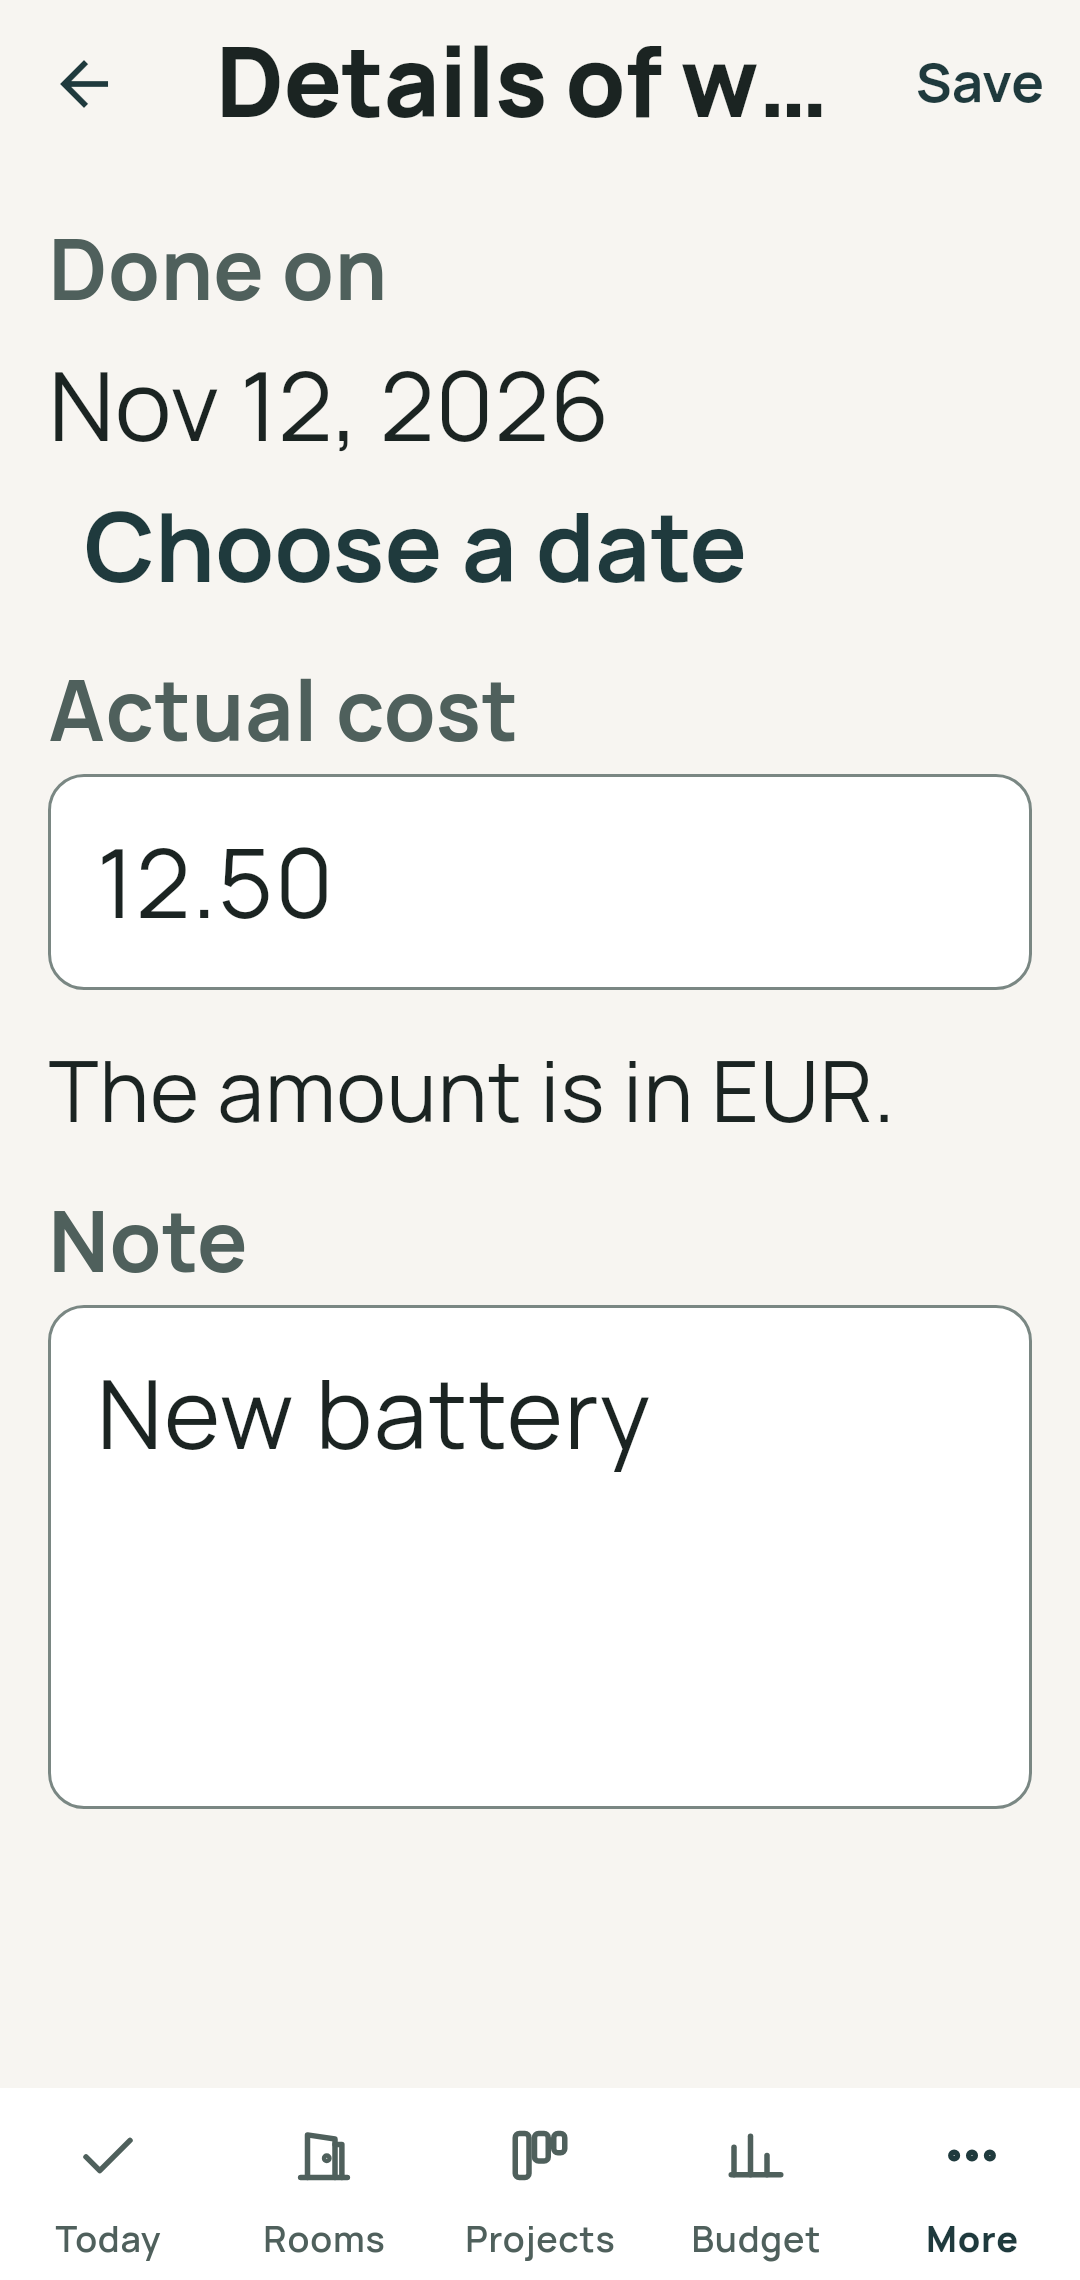 Details of w...
Save
Done on
Nov 12, 2026
Choose a date
Actual cost
12.50
The amount is in EUR.
Note
New battery
Today
Rooms
Projects
Budget
More